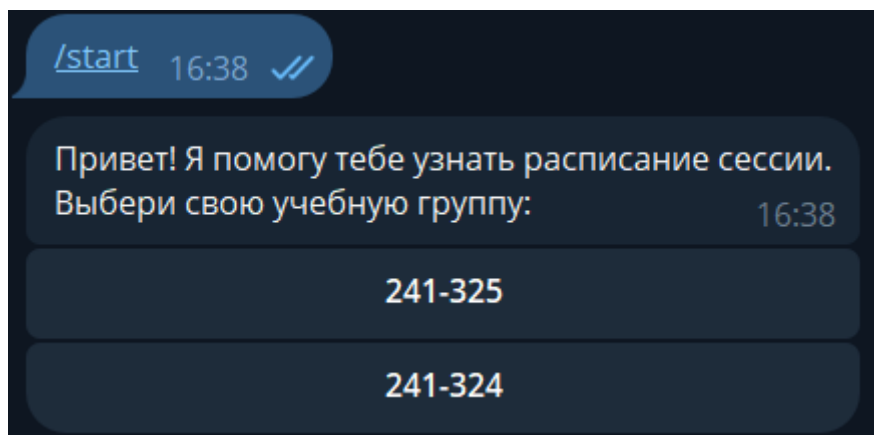 /start 16:38
Привет! Я помогу тебе узнать расписание сессии.
Выбери свою учебную группу: 16:38
241-325
241-324